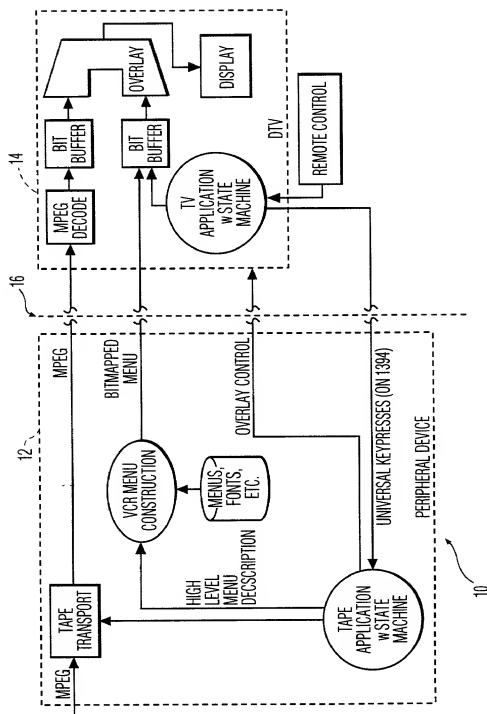 16
12
14
MPEG
TAPE
TRANSPORT
MPEG
MPEG
DECODE
BIT
BUFFER
OVERLAY
BITMAPPED MENU
BIT
BUFFER
DISPLAY
VCR MENU
CONSTRUCTION
MENUS,
FONTS,
ETC.
HIGH
LEVEL
MENU
DECSCRIPTION
TV
APPLICATION
w STATE
MACHINE
DTV
OVERLAY CONTROL
REMOTE CONTROL
TAPE
APPLICATION
w STATE
MACHINE
UNIVERSAL KEYPRESSES (ON 1394)
PERIPHERAL DEVICE
10